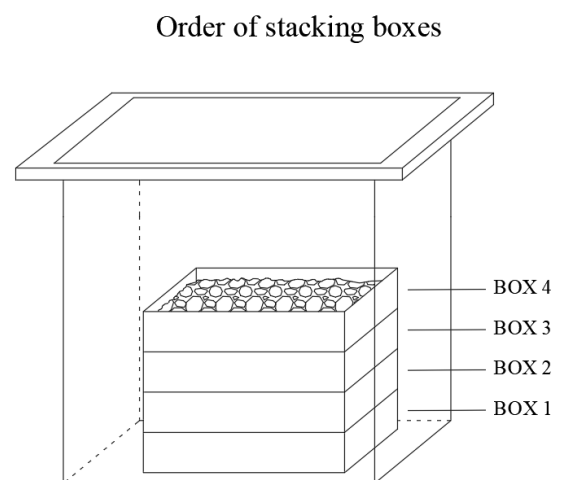 Order of stacking boxes
BOX 4
BOX 3
BOX 2
BOX 1